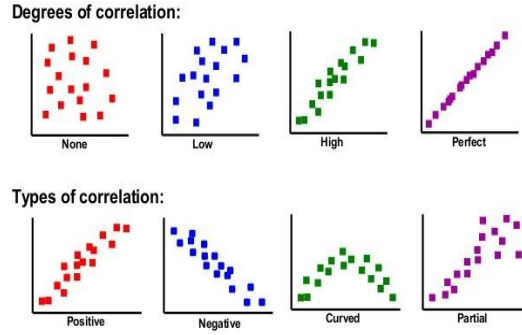 Degrees of correlation:
None
Low
High
Perfect
Types of correlation:
Positive
Negative
Curved
Partial